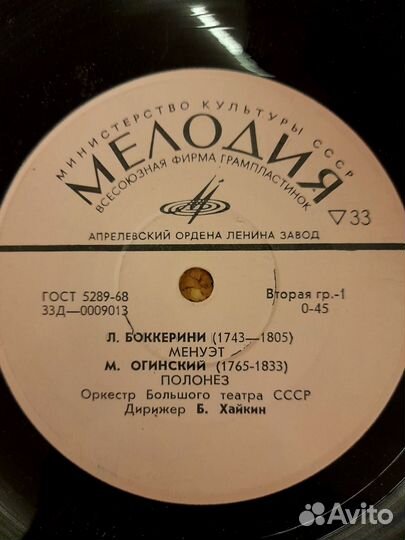 МИНИСТЕРСТВО КУЛЬТУРЫ СССР
МЕЛОДИЯ
ВСЕСОЮЗНАЯ ФИРМА ГРАМПЛАСТИНОК
▽33
АПРЕЛЕВСКИЙ ОРДЕНА ЛЕНИНА ЗАВОД
ГОСТ 5289-68
33Д—0009013
Вторая гр.-1
0-45
Л. БОККЕРИНИ (1743—1805)
МЕНУЭТ
М. ОГИНСКИЙ (1765-1833)
ПОЛОНЕЗ
Оркестр Большого театра СССР
Дирижер Б. Хайкин
Avito